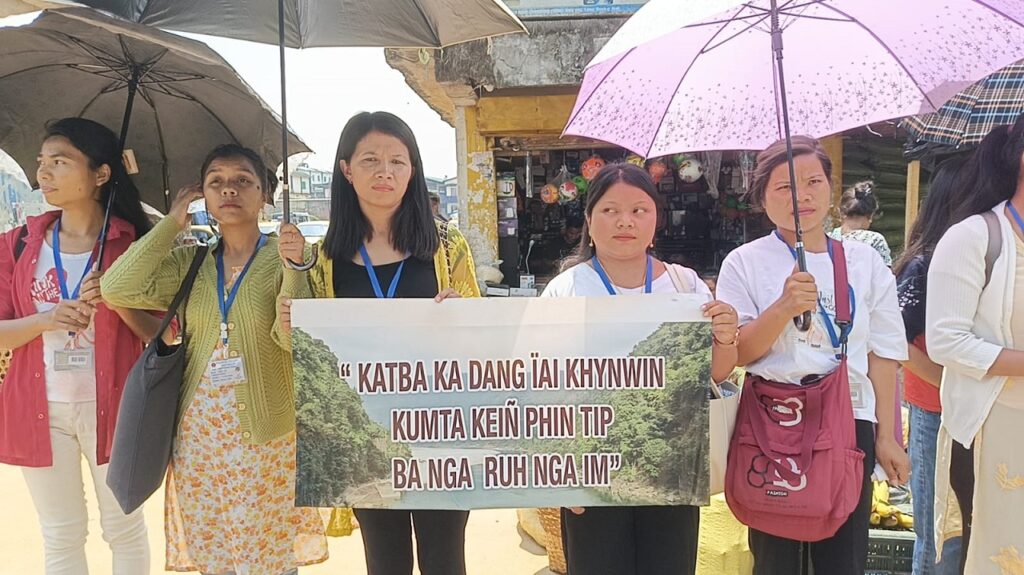 “ KATBA KA DANG ÏAI KHYNWIN
KUMTA KEIÑ PHIN TIP
BA NGA RUH NGA IM”